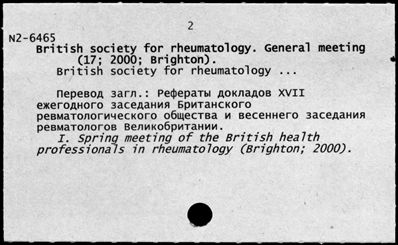 2
N2-6465
British society for rheumatology. General meeting
(17; 2000; Brighton).
British society for rheumatology ...
Перевод загл.: Рефераты докладов XVII
ежегодного заседания Британского
ревматологического общества и весеннего заседания
ревматологов Великобритании.
I. Spring meeting of the British health
professionals in rheumatology (Brighton; 2000).